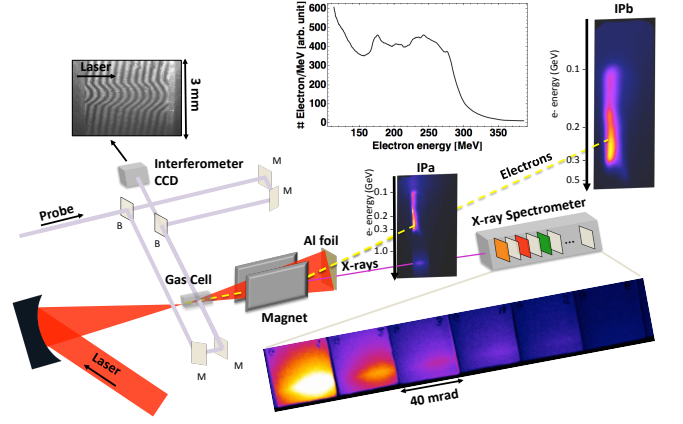 Laser
3 mm
Interferometer
CCD
Probe
B
B
M
M
M
M
# Electron/MeV [arb. unit]
600
500
400
300
200
100
0
150
200
250
300
350
Electron energy [MeV]
IPb
e- energy (GeV)
0.1
0.2
0.3
0.5
Electrons
IPa
e- energy (GeV)
0.1
0.2
0.3
1.0
X-ray Spectrometer
...
Al foil
X-rays
Gas Cell
Magnet
Laser
40 mrad